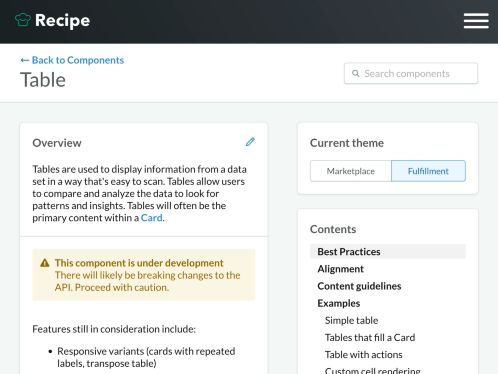 Recipe
← Back to Components
Table
Search components
Overview
Tables are used to display information from a data
set in a way that's easy to scan. Tables allow users
to compare and analyze the data to look for
patterns and insights. Tables will often be the
primary content within a Card.
This component is under development
There will likely be breaking changes to the
API. Proceed with caution.
Features still in consideration include:
• Responsive variants (cards with repeated
labels, transpose table)
Current theme
Marketplace
Fulfillment
Contents
Best Practices
Alignment
Content guidelines
Examples
Simple table
Tables that fill a Card
Table with actions
Custom cell rendering